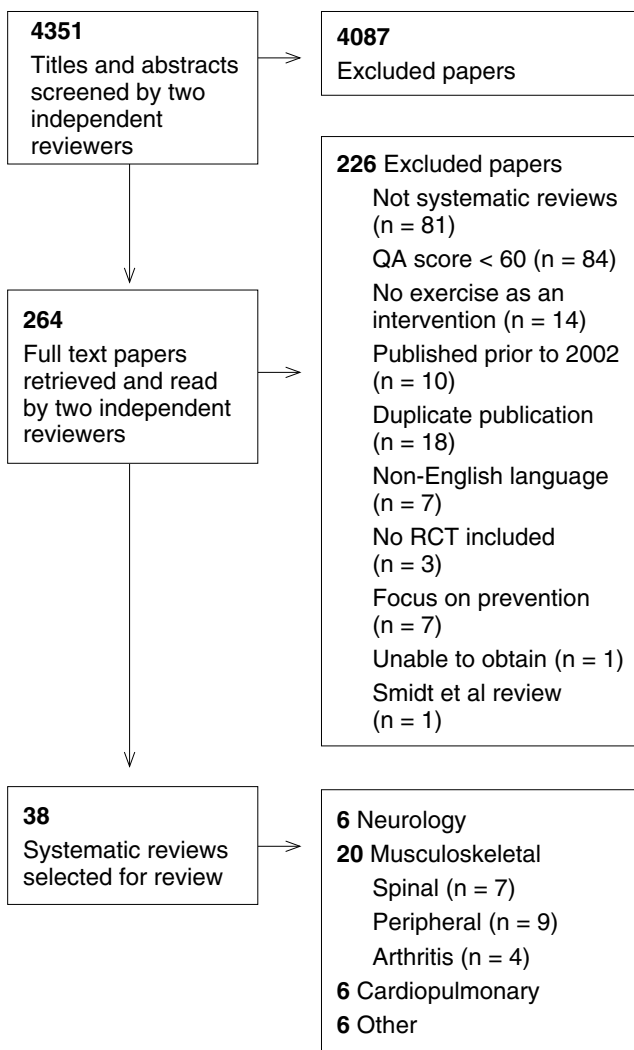 4351
Titles and abstracts
screened by two
independent
reviewers
4087
Excluded papers
226 Excluded papers
Not systematic reviews
(n = 81)
QA score < 60 (n = 84)
No exercise as an
intervention (n = 14)
Published prior to 2002
(n = 10)
Duplicate publication
(n = 18)
Non-English language
(n = 7)
No RCT included
(n = 3)
Focus on prevention
(n = 7)
Unable to obtain (n = 1)
Smidt et al review
(n = 1)
264
Full text papers
retrieved and read
by two independent
reviewers
38
Systematic reviews
selected for review
6 Neurology
20 Musculoskeletal
Spinal (n = 7)
Peripheral (n = 9)
Arthritis (n = 4)
6 Cardiopulmonary
6 Other